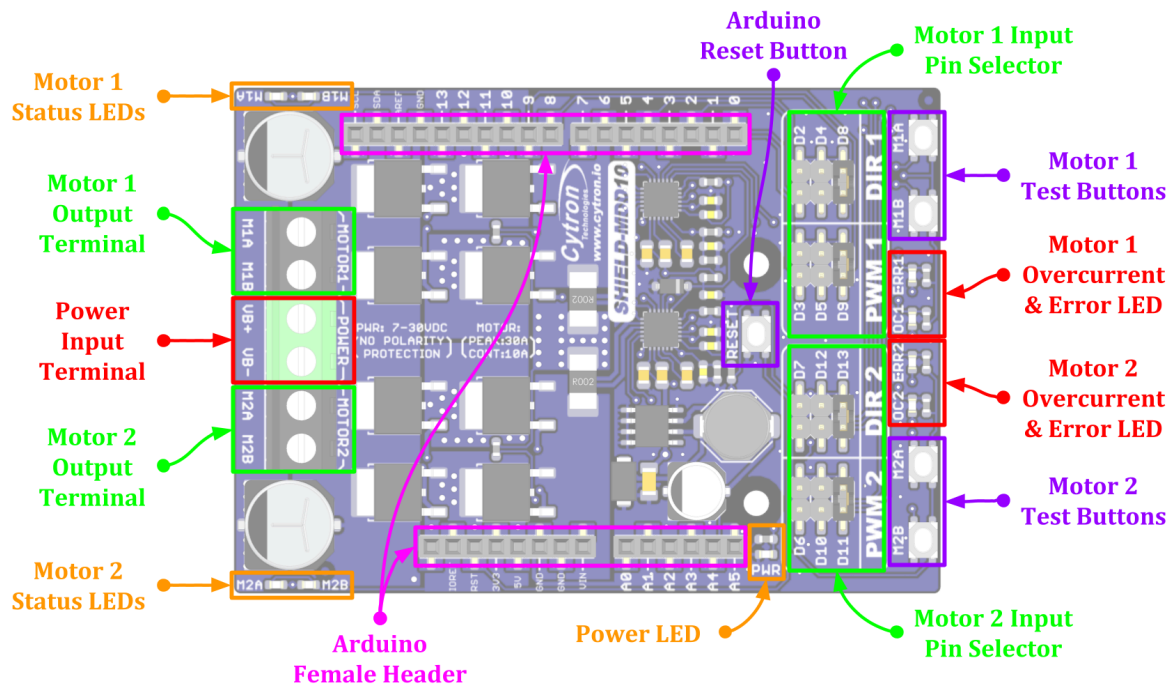 Arduino
Reset Button
Motor 1 Input
Pin Selector
Motor 1
Status LEDs
Motor 1
Output
Terminal
Power
Input
Terminal
Motor 2
Output
Terminal
Motor 2
Status LEDs
Motor 1
Test Buttons
Motor 1
Overcurrent
& Error LED
Motor 2
Overcurrent
& Error LED
Motor 2
Test Buttons
Arduino
Female Header
Power LED
Motor 2 Input
Pin Selector
M1A
M1B
SDA
AREF
GND
13
12
11
10
9
8
7
6
5
4
3
2
1
0
M1A
M1B
VB+
VB-
M2A
M2B
MOTOR1
POWER
MOTOR2
PWR: 7-30VDC
NO POLARITY
PROTECTION
MOTOR:
PEAK:30A
CONT:10A
R002
R002
Cytron
Technologies
www.cytron.io
SHIELD-MDD10
RESET
D2
D4
D8
DIR 1
D3
D5
D9
PWM 1
D7
D12
D13
DIR 2
D6
D10
D11
PWM 2
M1A
M1B
ERR1
OC1
ERR2
OC2
M2A
M2B
M2A
M2B
IORE
RST
3V3
5V
GND
GND
VIN
A0
A1
A2
A3
A4
A5
PWR